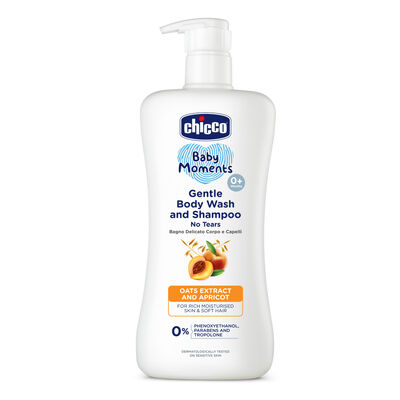 chicco
Baby
Moments
0+
Months
Gentle
Body Wash
and Shampoo
No Tears
Bagno Delicato Corpo e Capelli
OATS EXTRACT
AND APRICOT
FOR RICH MOISTURISED
SKIN & SOFT HAIR
0% PHENOXYETHANOL,
PARABENS AND
TROPOLONE
DERMATOLOGICALLY TESTED
ON SENSITIVE SKIN